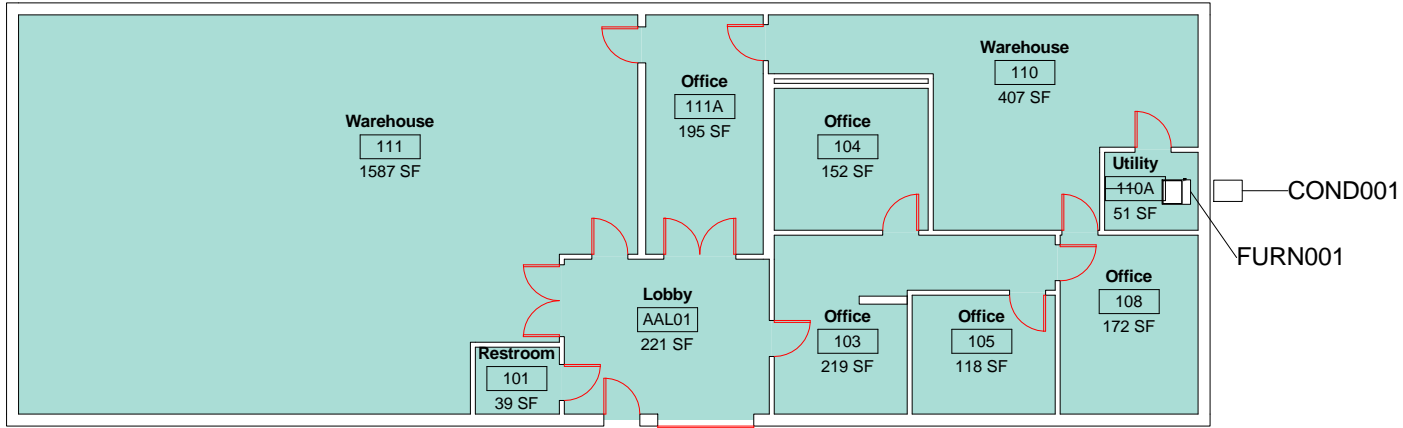 Warehouse
111
1587 SF
Office
111A
195 SF
Warehouse
110
407 SF
Office
104
152 SF
Utility
110A
51 SF
COND001
FURN001
Lobby
AAL01
221 SF
Restroom
101
39 SF
Office
103
219 SF
Office
105
118 SF
Office
108
172 SF